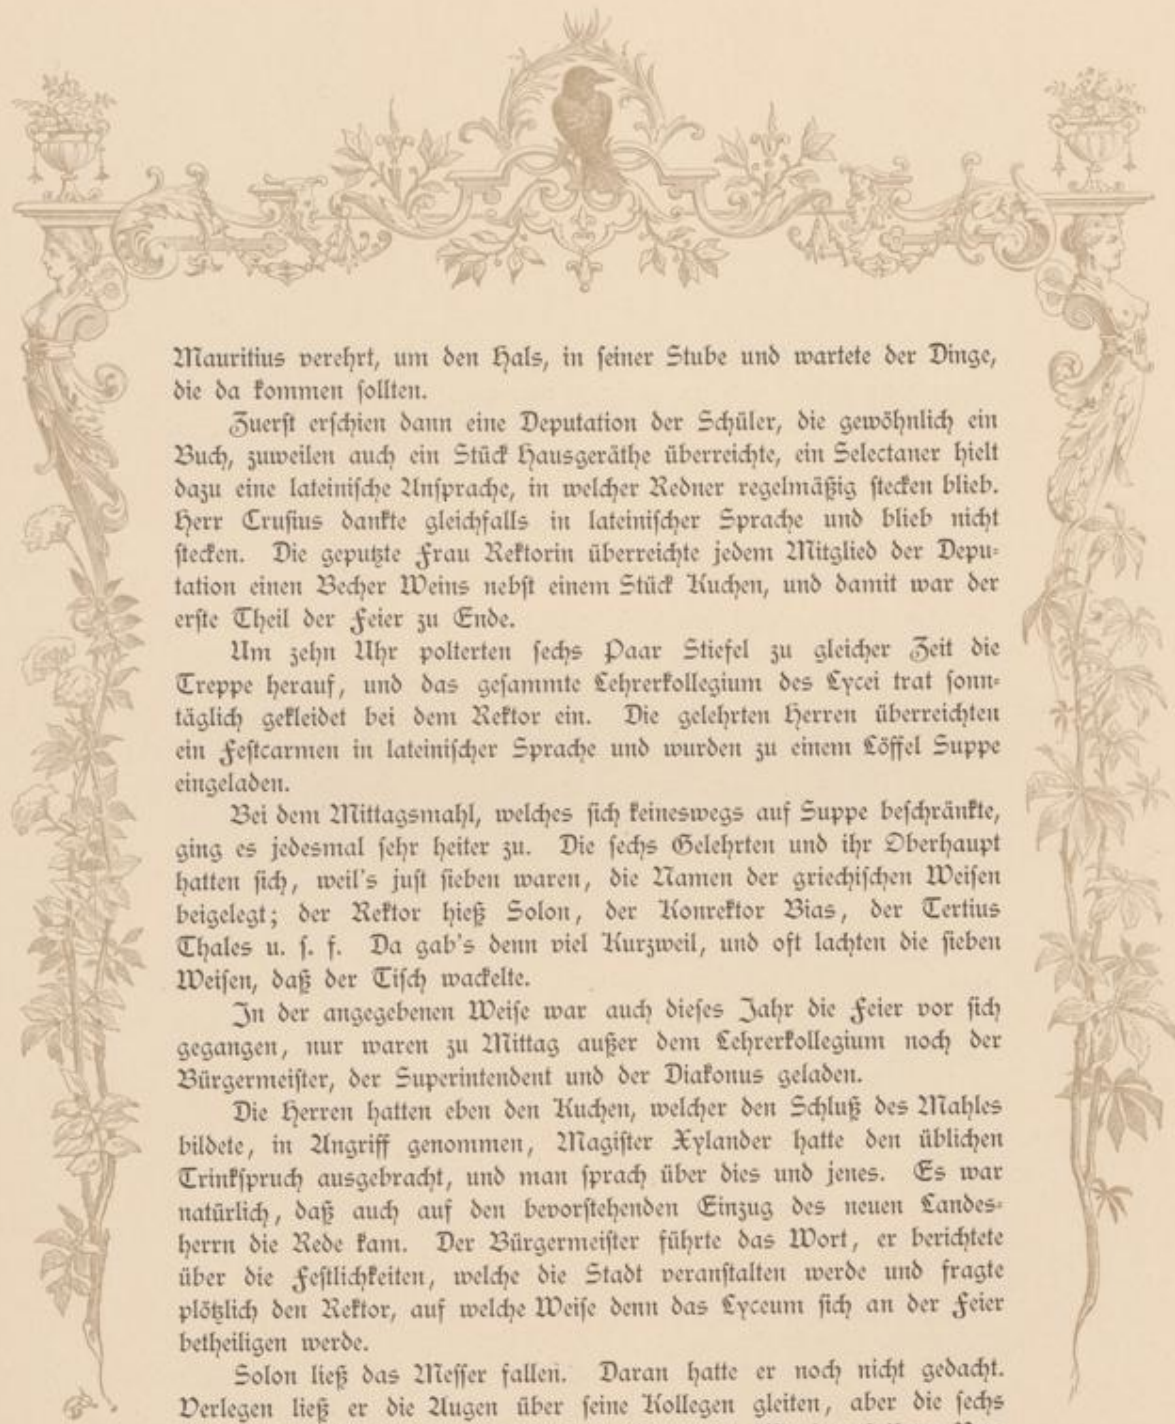 Mauritius verehrt, um den Hals, in seiner Stube und wartete der Dinge,
die da kommen sollten.
Zuerst erschien dann eine Deputation der Schüler, die gewöhnlich ein
Buch, zuweilen auch ein Stück Hausgeräthe überreichte, ein Selectaner hielt
dazu eine lateinische Ansprache, in welcher Redner regelmäßig stecken blieb.
Herr Crusius dankte gleichfalls in lateinischer Sprache und blieb nicht
stecken. Die geputzte Frau Rektorin überreichte jedem Mitglied der Depu-
tation einen Becher Weins nebst einem Stück Kuchen, und damit war der
erste Theil der Feier zu Ende.
Um zehn Uhr polterten sechs Paar Stiefel zu gleicher Zeit die
Treppe herauf, und das gesammte Lehrerkollegium des Lycei trat sonn-
täglich gekleidet bei dem Rektor ein. Die gelehrten Herren überreichten
ein Festcarmen in lateinischer Sprache und wurden zu einem Löffel Suppe
eingeladen.
Bei dem Mittagsmahl, welches sich keineswegs auf Suppe beschränkte,
ging es jedesmal sehr heiter zu. Die sechs Gelehrten und ihr Oberhaupt
hatten sich, weil's just sieben waren, die Namen der griechischen Weisen
beigelegt; der Rektor hieß Solon, der Konrektor Bias, der Tertius
Thales u. s. f. Da gab's denn viel Kurzweil, und oft lachten die sieben
Weisen, daß der Tisch wackelte.
In der angegebenen Weise war auch dieses Jahr die Feier vor sich
gegangen, nur waren zu Mittag außer dem Lehrerkollegium noch der
Bürgermeister, der Superintendent und der Diakonus geladen.
Die Herren hatten eben den Kuchen, welcher den Schluß des Mahles
bildete, in Angriff genommen, Magister Xylander hatte den üblichen
Trinkspruch ausgebracht, und man sprach über dies und jenes. Es war
natürlich, daß auch auf den bevorstehenden Einzug des neuen Landes-
herrn die Rede kam. Der Bürgermeister führte das Wort, er berichtete
über die Festlichkeiten, welche die Stadt veranstalten werde und fragte
plötzlich den Rektor, auf welche Weise denn das Lyceum sich an der Feier
betheiligen werde.
Solon ließ das Messer fallen. Daran hatte er noch nicht gedacht.
Verlegen ließ er die Augen über seine Kollegen gleiten, aber die sechs